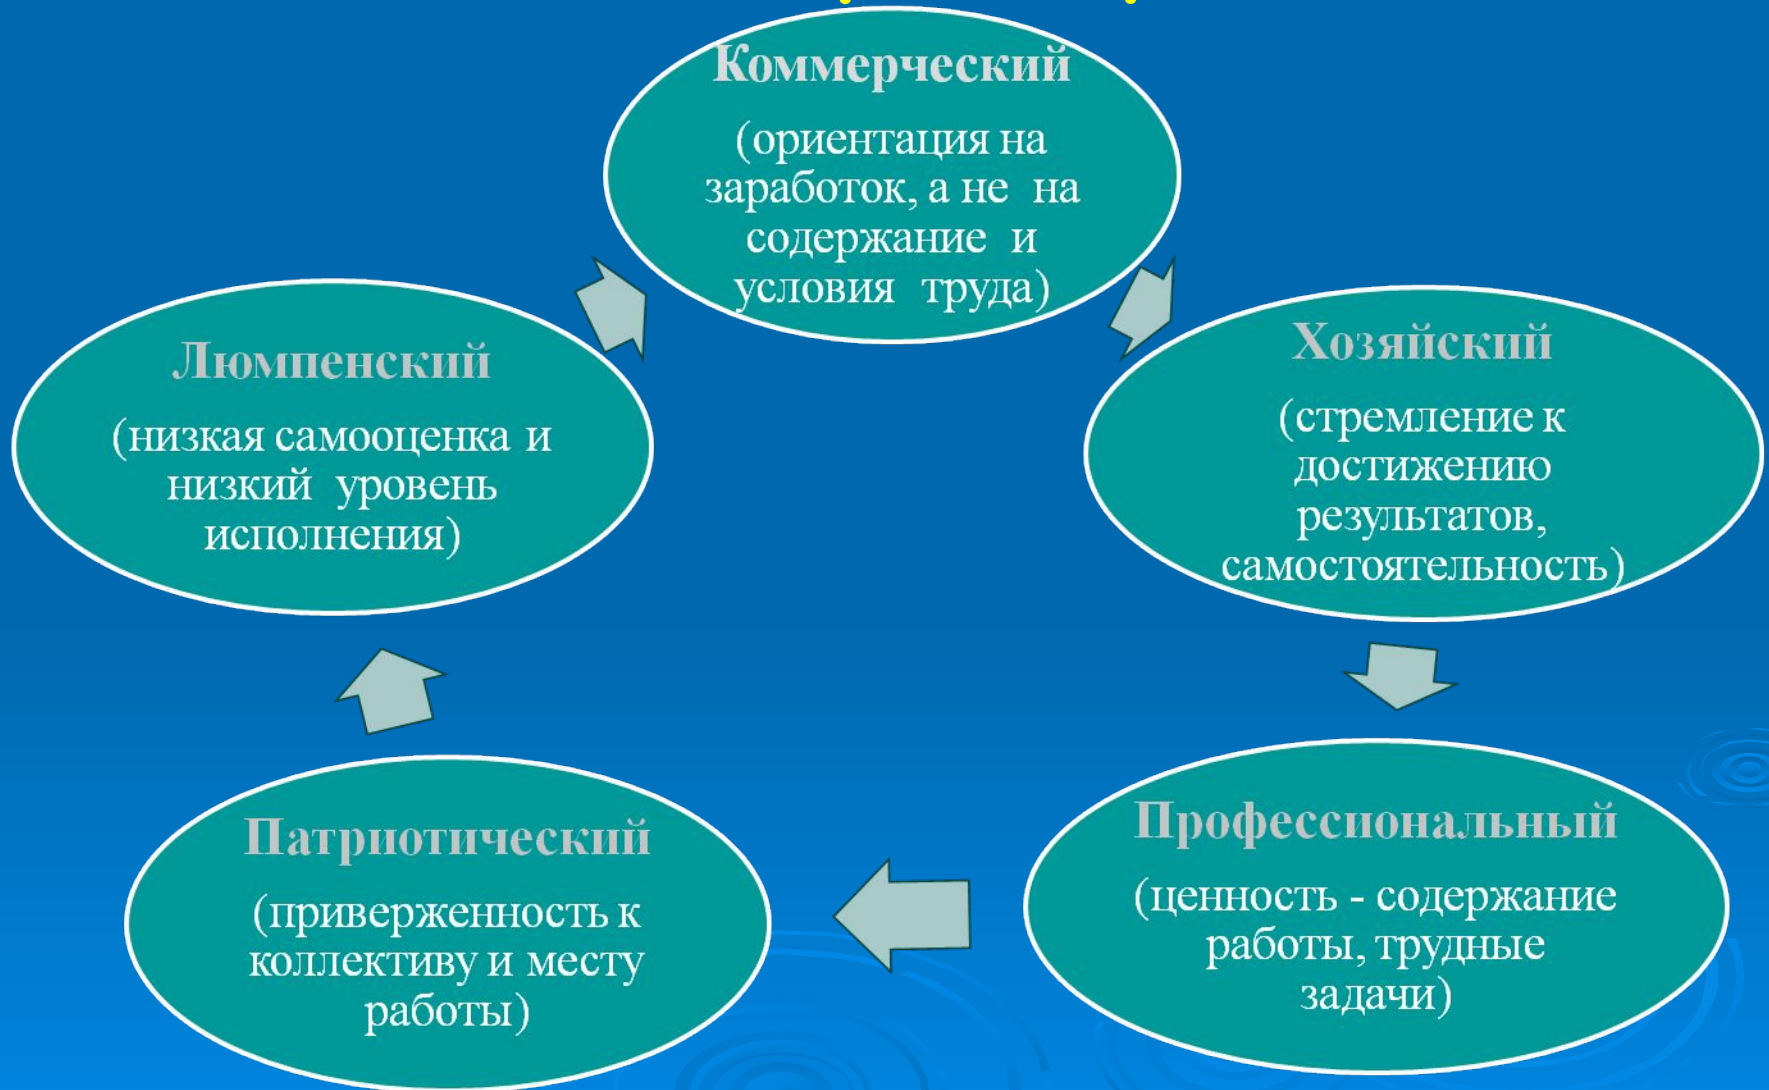 Коммерческий
(ориентация на
заработок, а не на
содержание и
условия труда)
Хозяйский
(стремление к
достижению
результатов,
самостоятельность)
Профессиональный
(ценность - содержание
работы, трудные
задачи)
Патриотический
(приверженность к
коллективу и месту
работы)
Люмпенский
(низкая самооценка и
низкий уровень
исполнения)